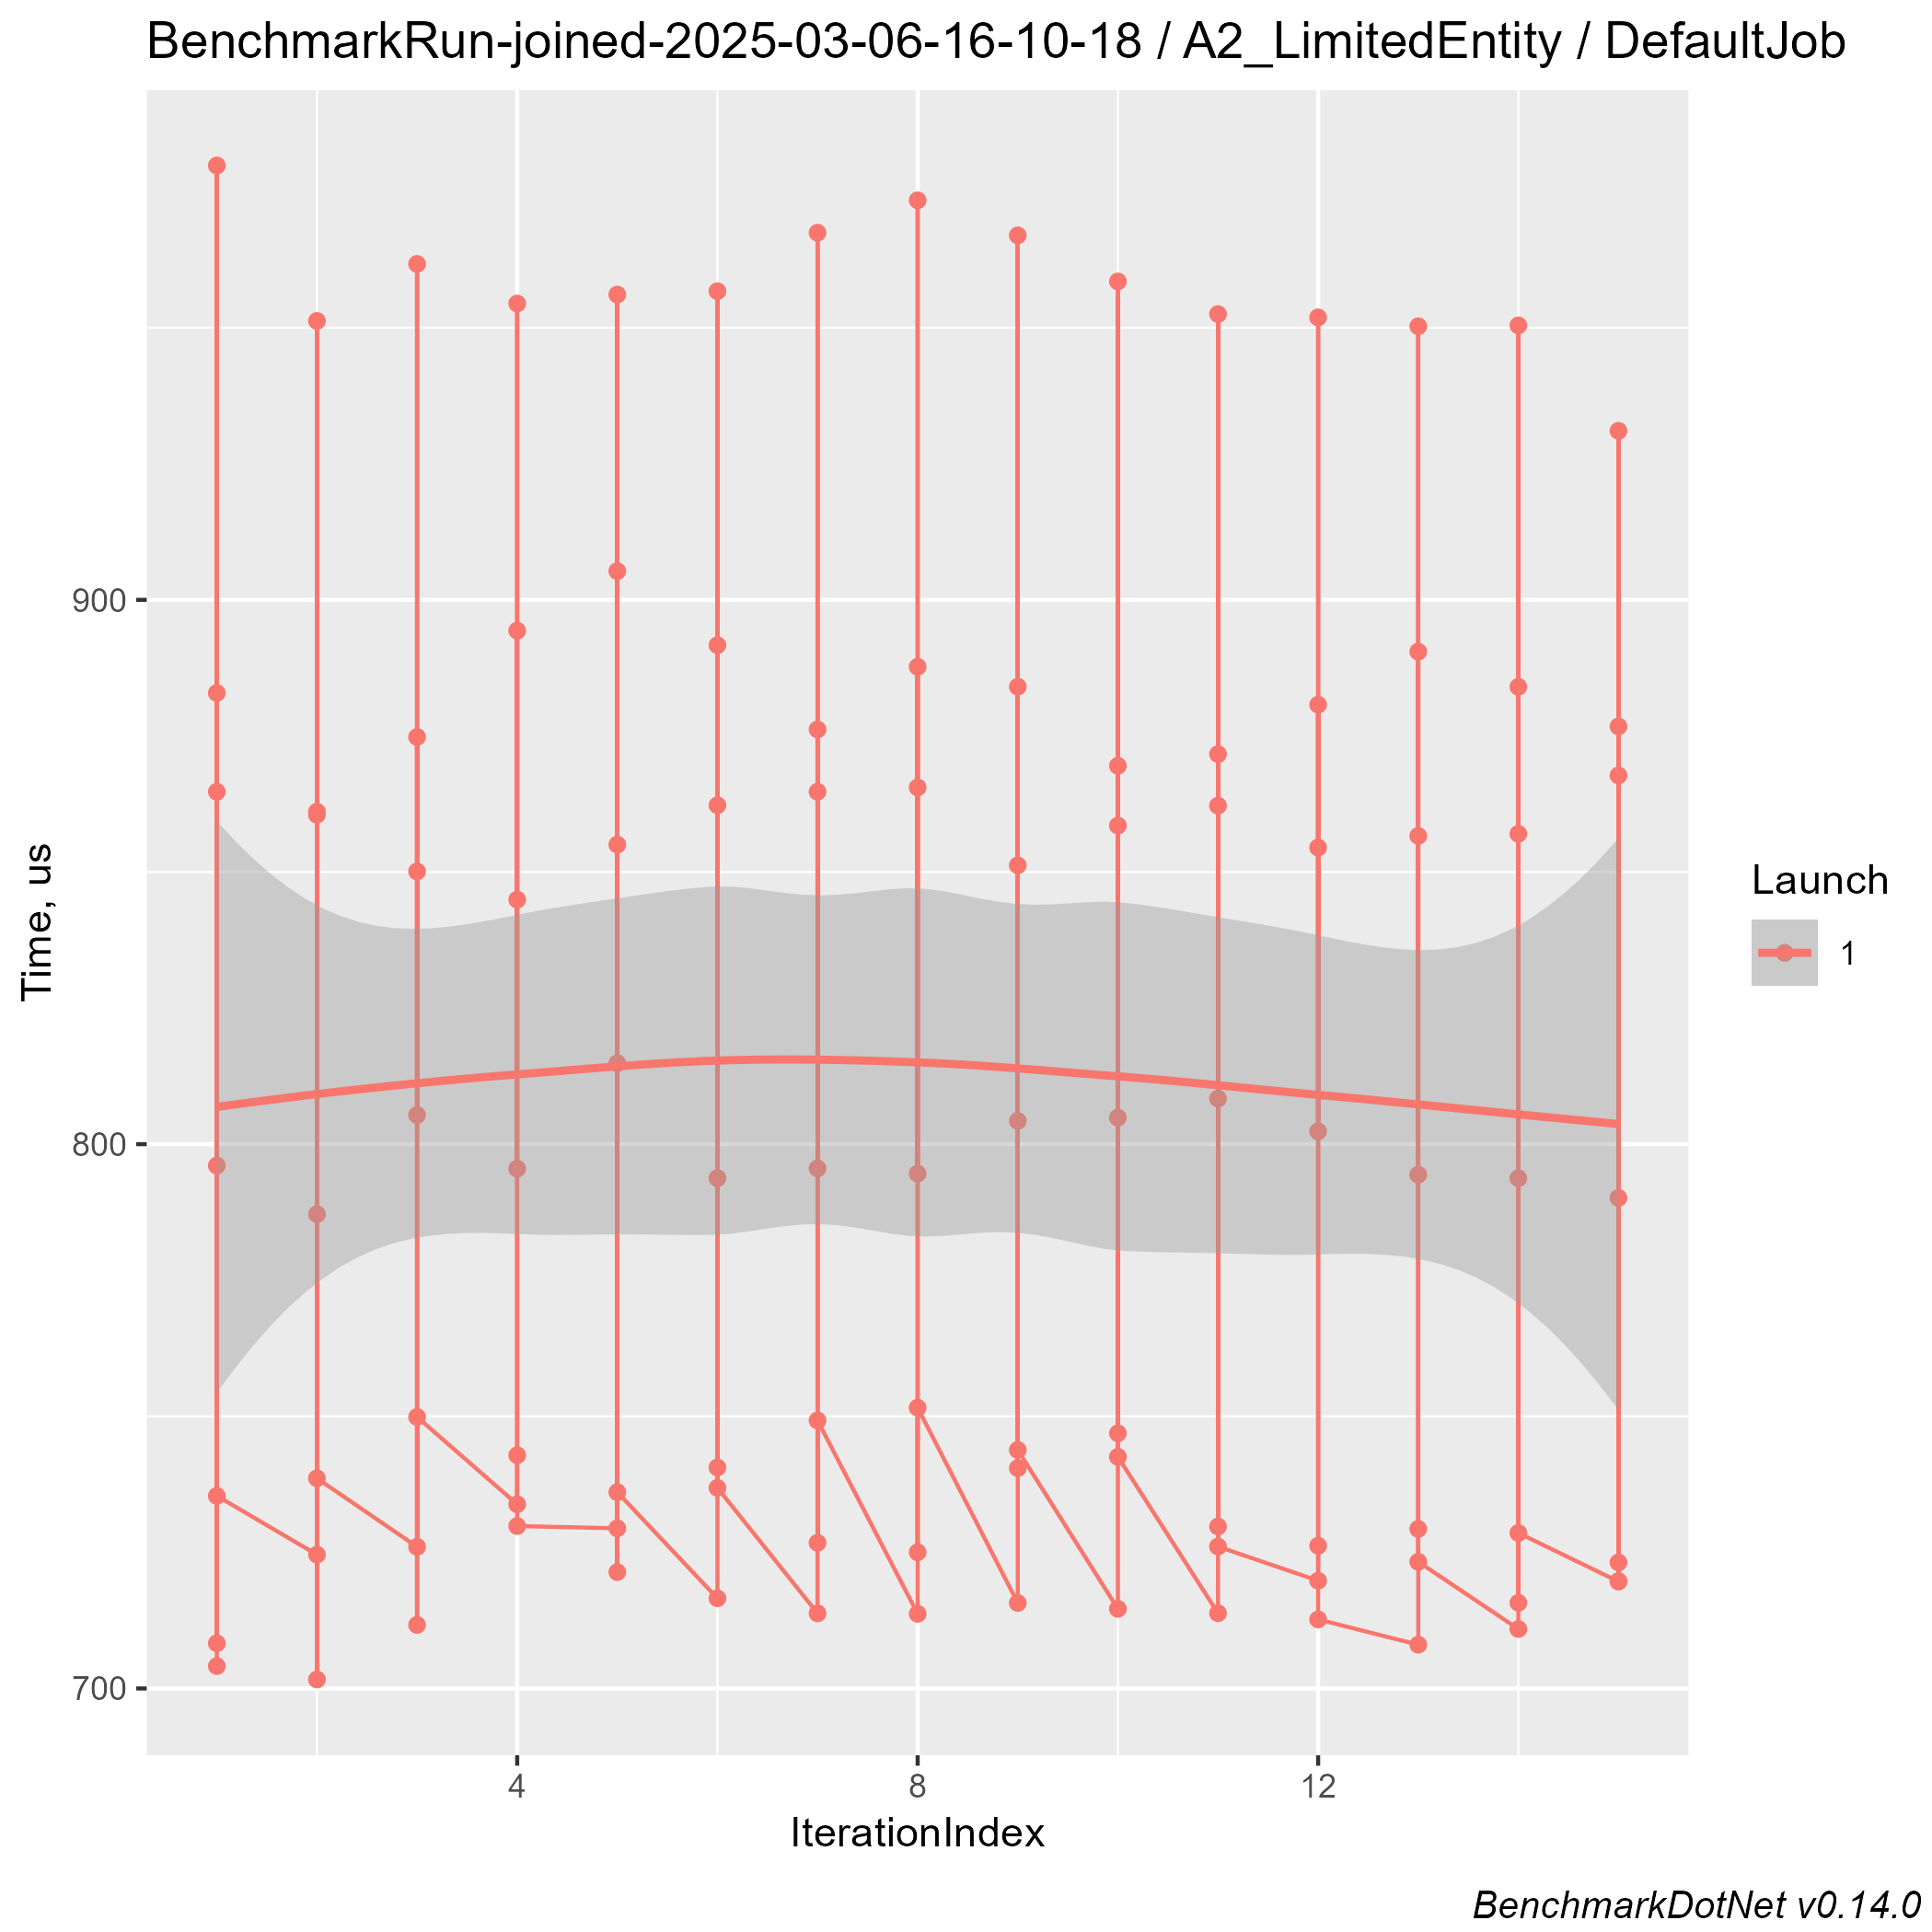 BenchmarkRun-joined-2025-03-06-16-10-18 / A2_LimitedEntity / DefaultJob
Time, us
900
800
700
4
8
12
IterationIndex
Launch
1
BenchmarkDotNet v0.14.0